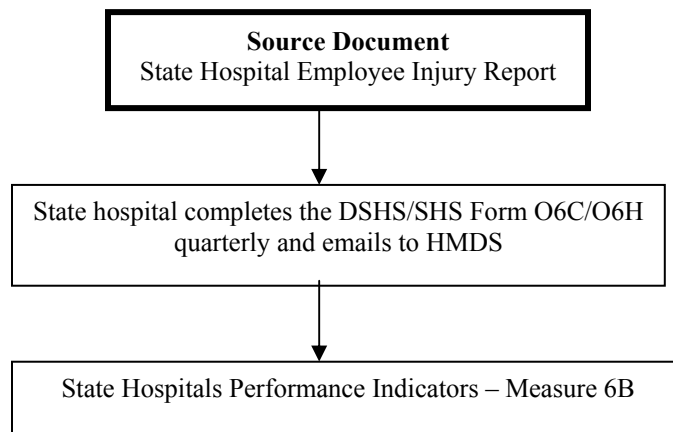 Source Document
State Hospital Employee Injury Report
State hospital completes the DSHS/SHS Form O6C/O6H
quarterly and emails to HMDS
State Hospitals Performance Indicators – Measure 6B